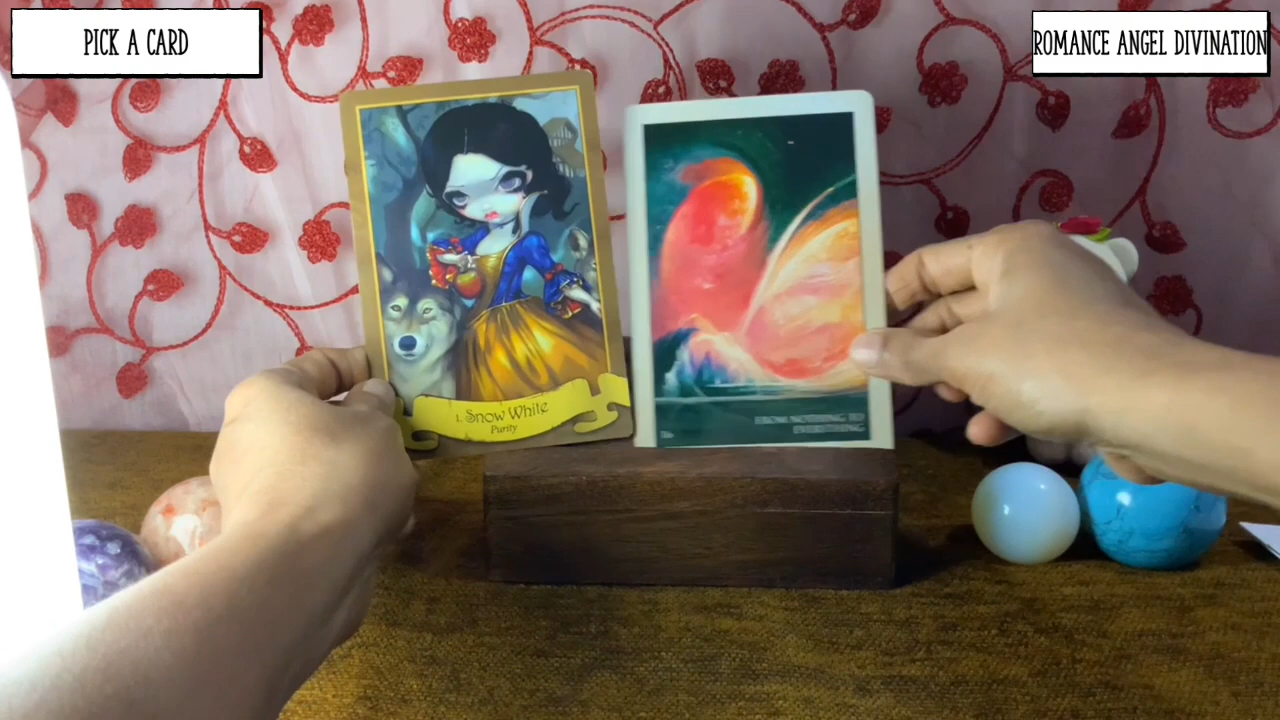 PICK A CARD
ROMANCE ANGEL DIVINATION
1. Snow White
Purity
FROM NOTHING TO
EVERYTHING